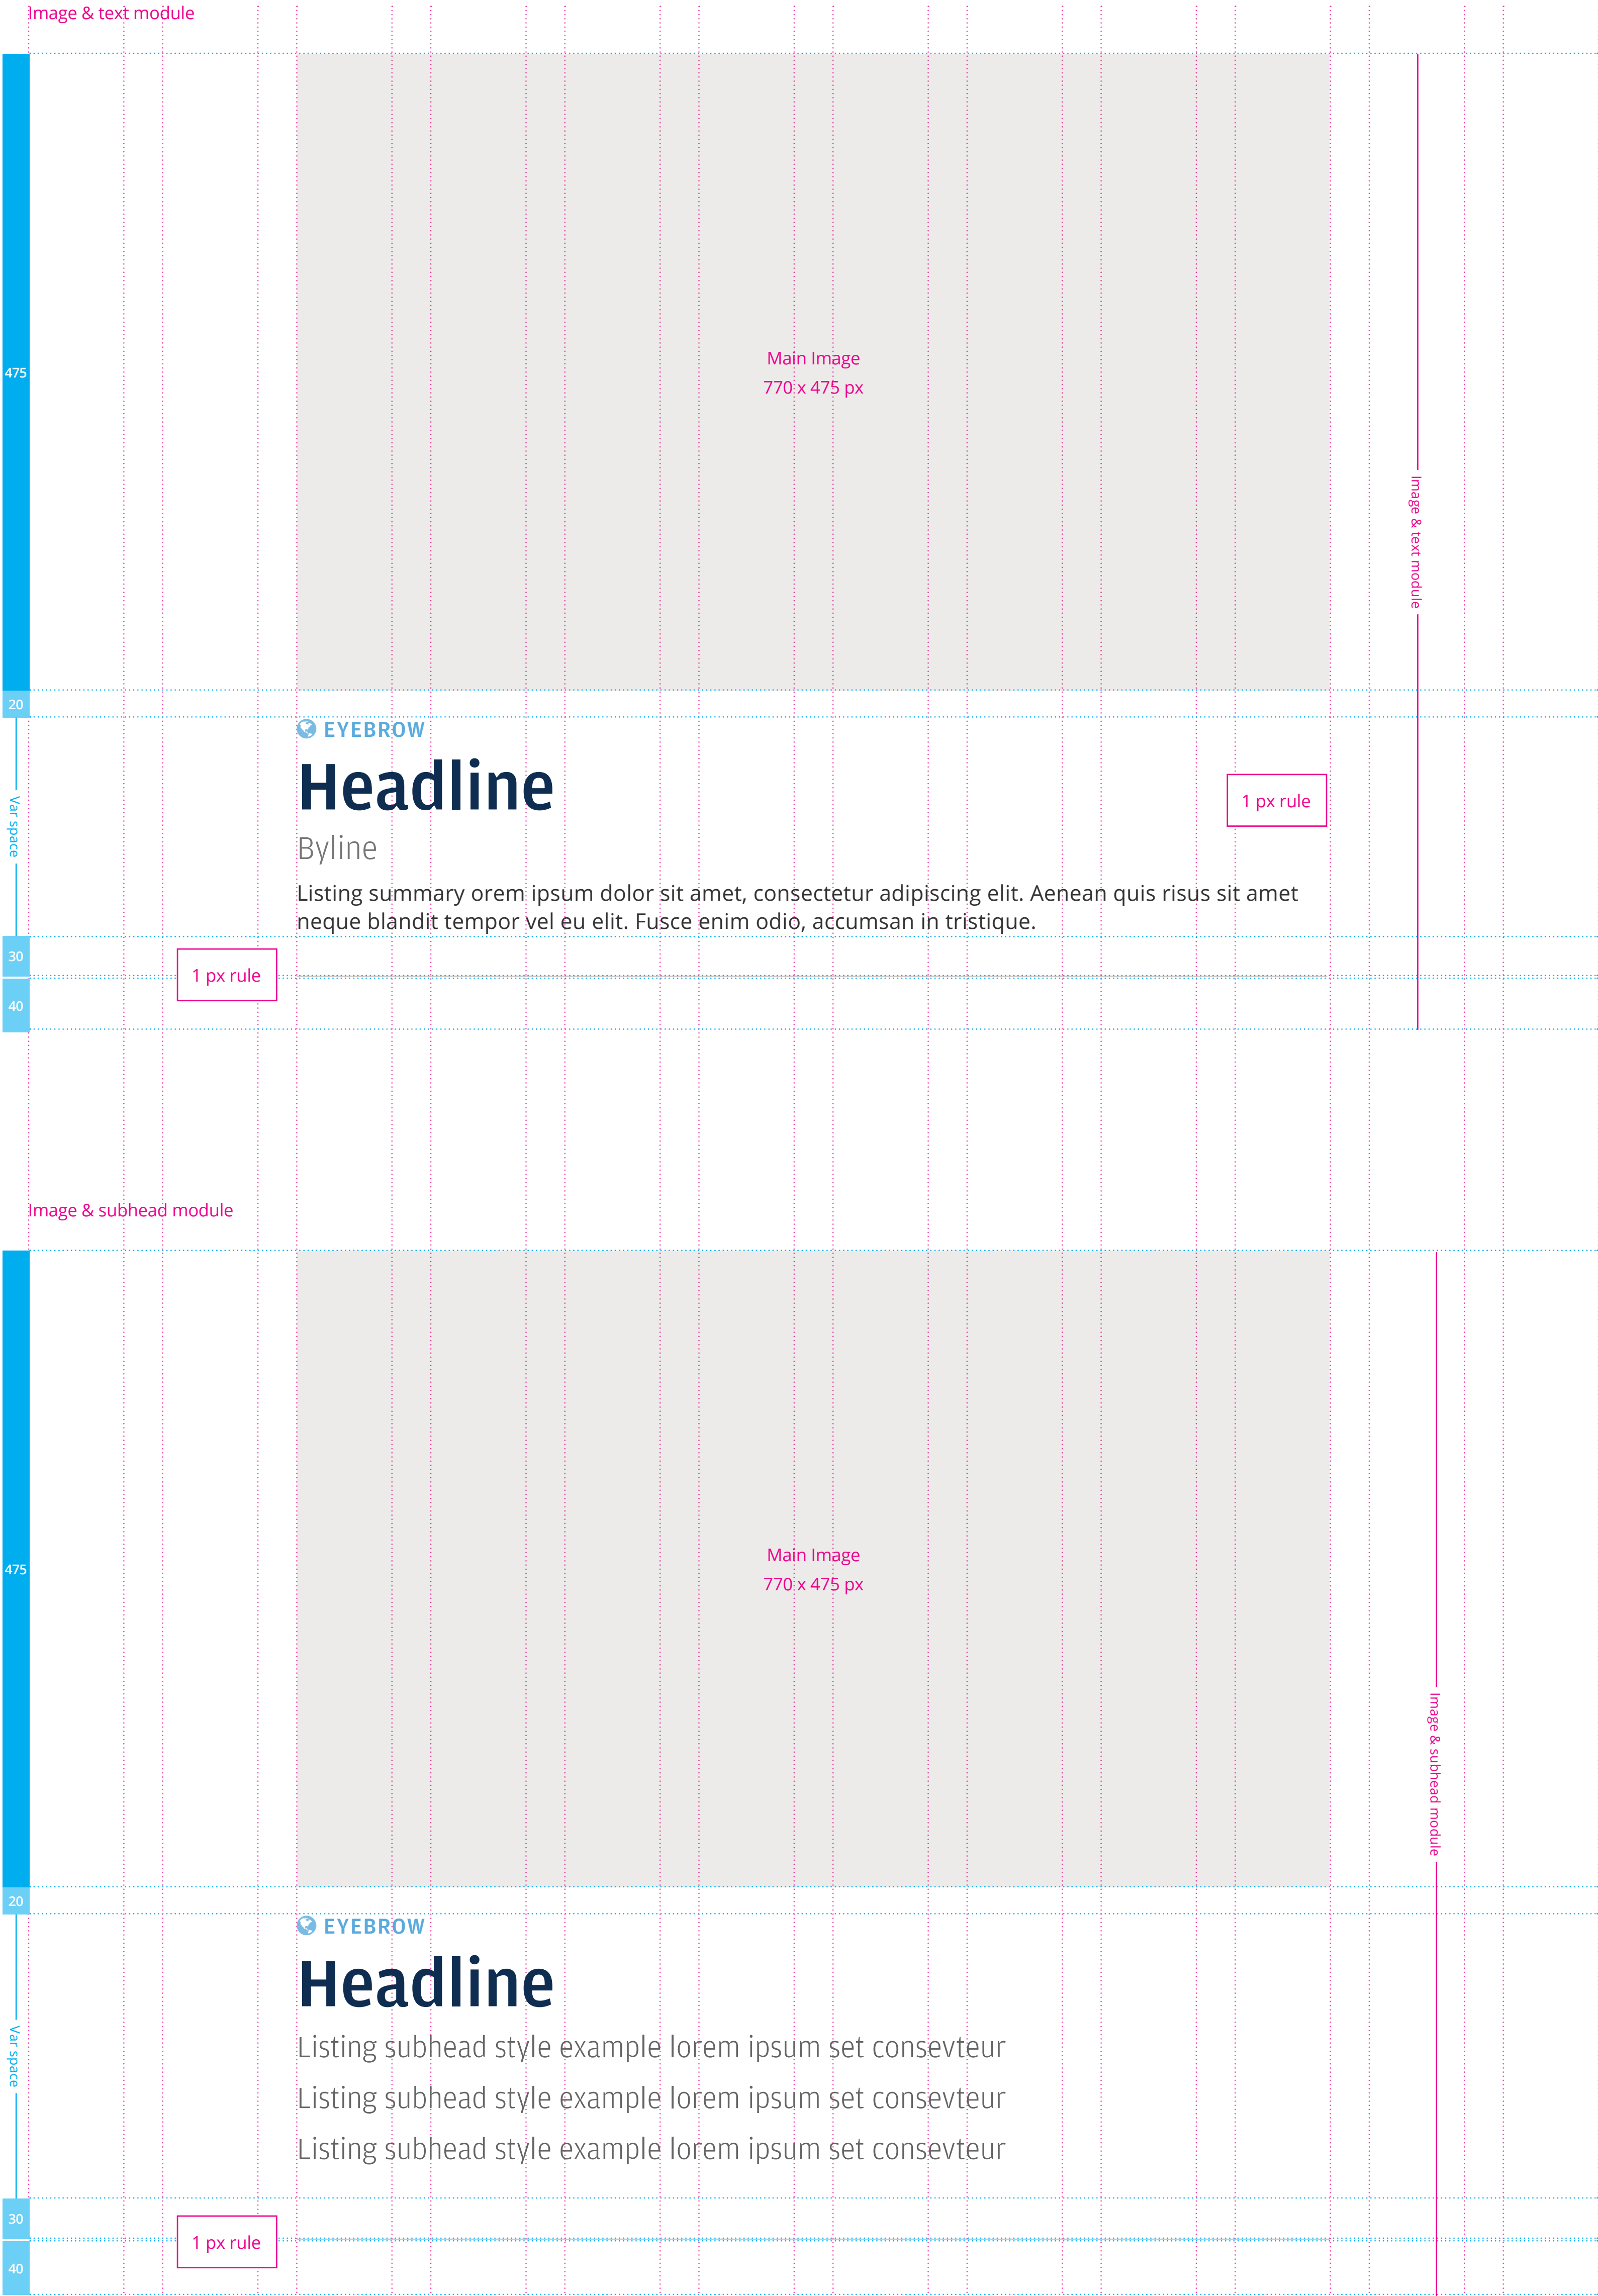 Image & text module
475
Main Image
770 x 475 px
Image & text module
20
EYEBROW
Headline
1 px rule
Byline
Var space
Listing summary orem ipsum dolor sit amet, consectetur adipiscing elit. Aenean quis risus sit amet
neque blandit tempor vel eu elit. Fusce enim odio, accumsan in tristique.
30
1 px rule
40
Image & subhead module
475
Main Image
770 x 475 px
Image & subhead module
20
EYEBROW
Headline
Var space
Listing subhead style example lorem ipsum set consevteur
Listing subhead style example lorem ipsum set consevteur
Listing subhead style example lorem ipsum set consevteur
30
1 px rule
40